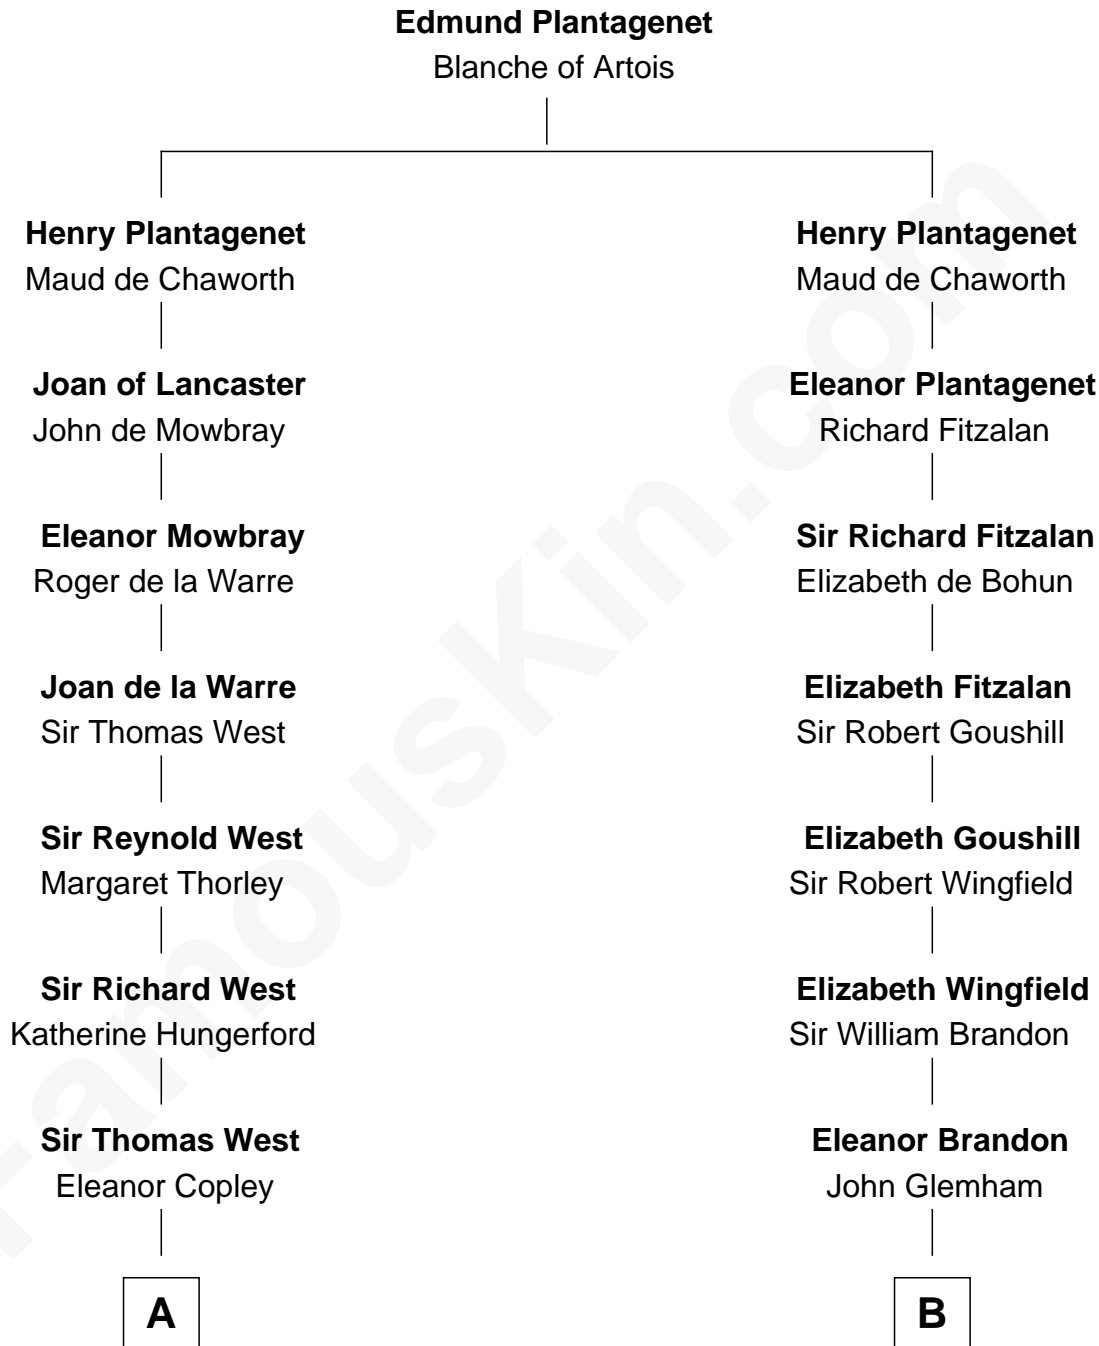 Edmund Plantagenet
Blanche of Artois
Henry Plantagenet
Maud de Chaworth
Joan of Lancaster
John de Mowbray
Eleanor Mowbray
Roger de la Warre
Joan de la Warre
Sir Thomas West
Sir Reynold West
Margaret Thorley
Sir Richard West
Katherine Hungerford
Sir Thomas West
Eleanor Copley
A
Henry Plantagenet
Maud de Chaworth
Eleanor Plantagenet
Richard Fitzalan
Sir Richard Fitzalan
Elizabeth de Bohun
Elizabeth Fitzalan
Sir Robert Goushill
Elizabeth Goushill
Sir Robert Wingfield
Elizabeth Wingfield
Sir William Brandon
Eleanor Brandon
John Glemham
B
FamousKin.com